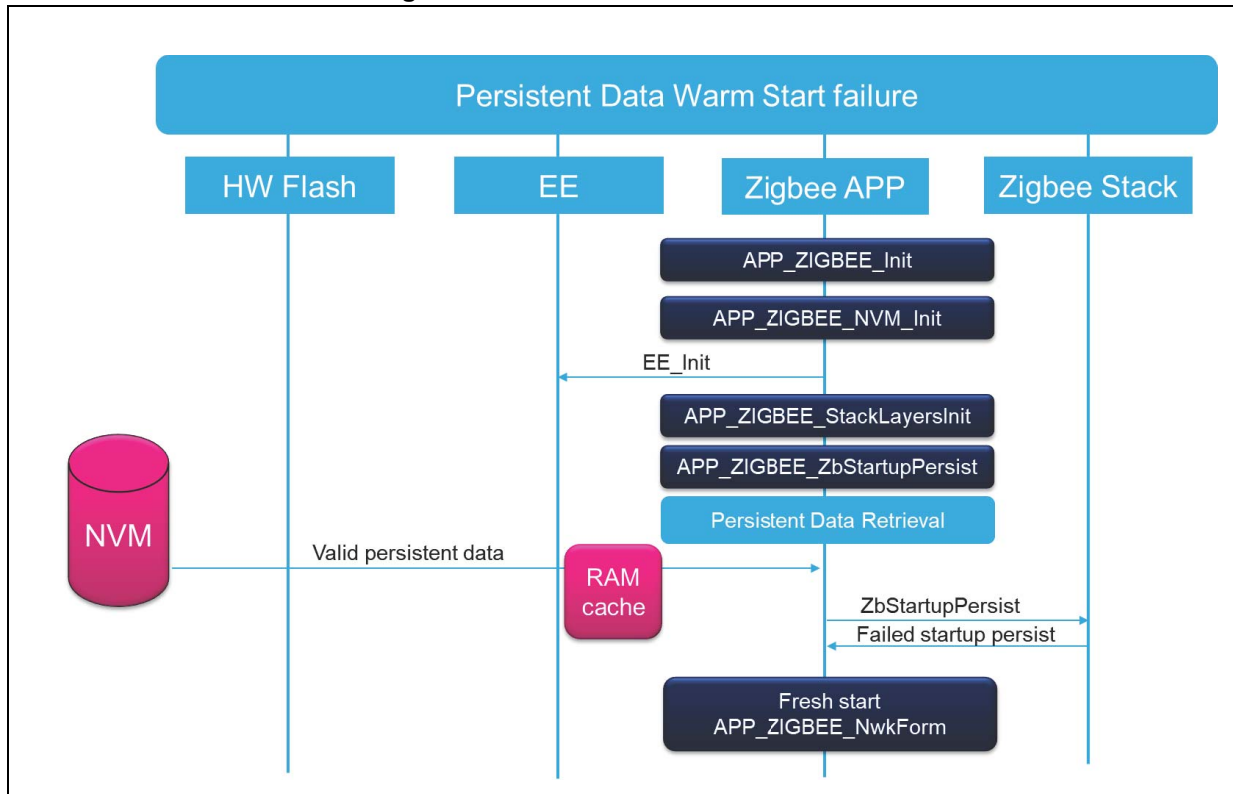 Persistent Data Warm Start failure
HW Flash
EE
Zigbee APP
Zigbee Stack
APP_ZIGBEE_Init
APP_ZIGBEE_NVM_Init
EE_Init
APP_ZIGBEE_StackLayersInit
APP_ZIGBEE_ZbStartupPersist
Persistent Data Retrieval
NVM
Valid persistent data
RAM
cache
ZbStartupPersist
Failed startup persist
Fresh start
APP_ZIGBEE_NwkForm